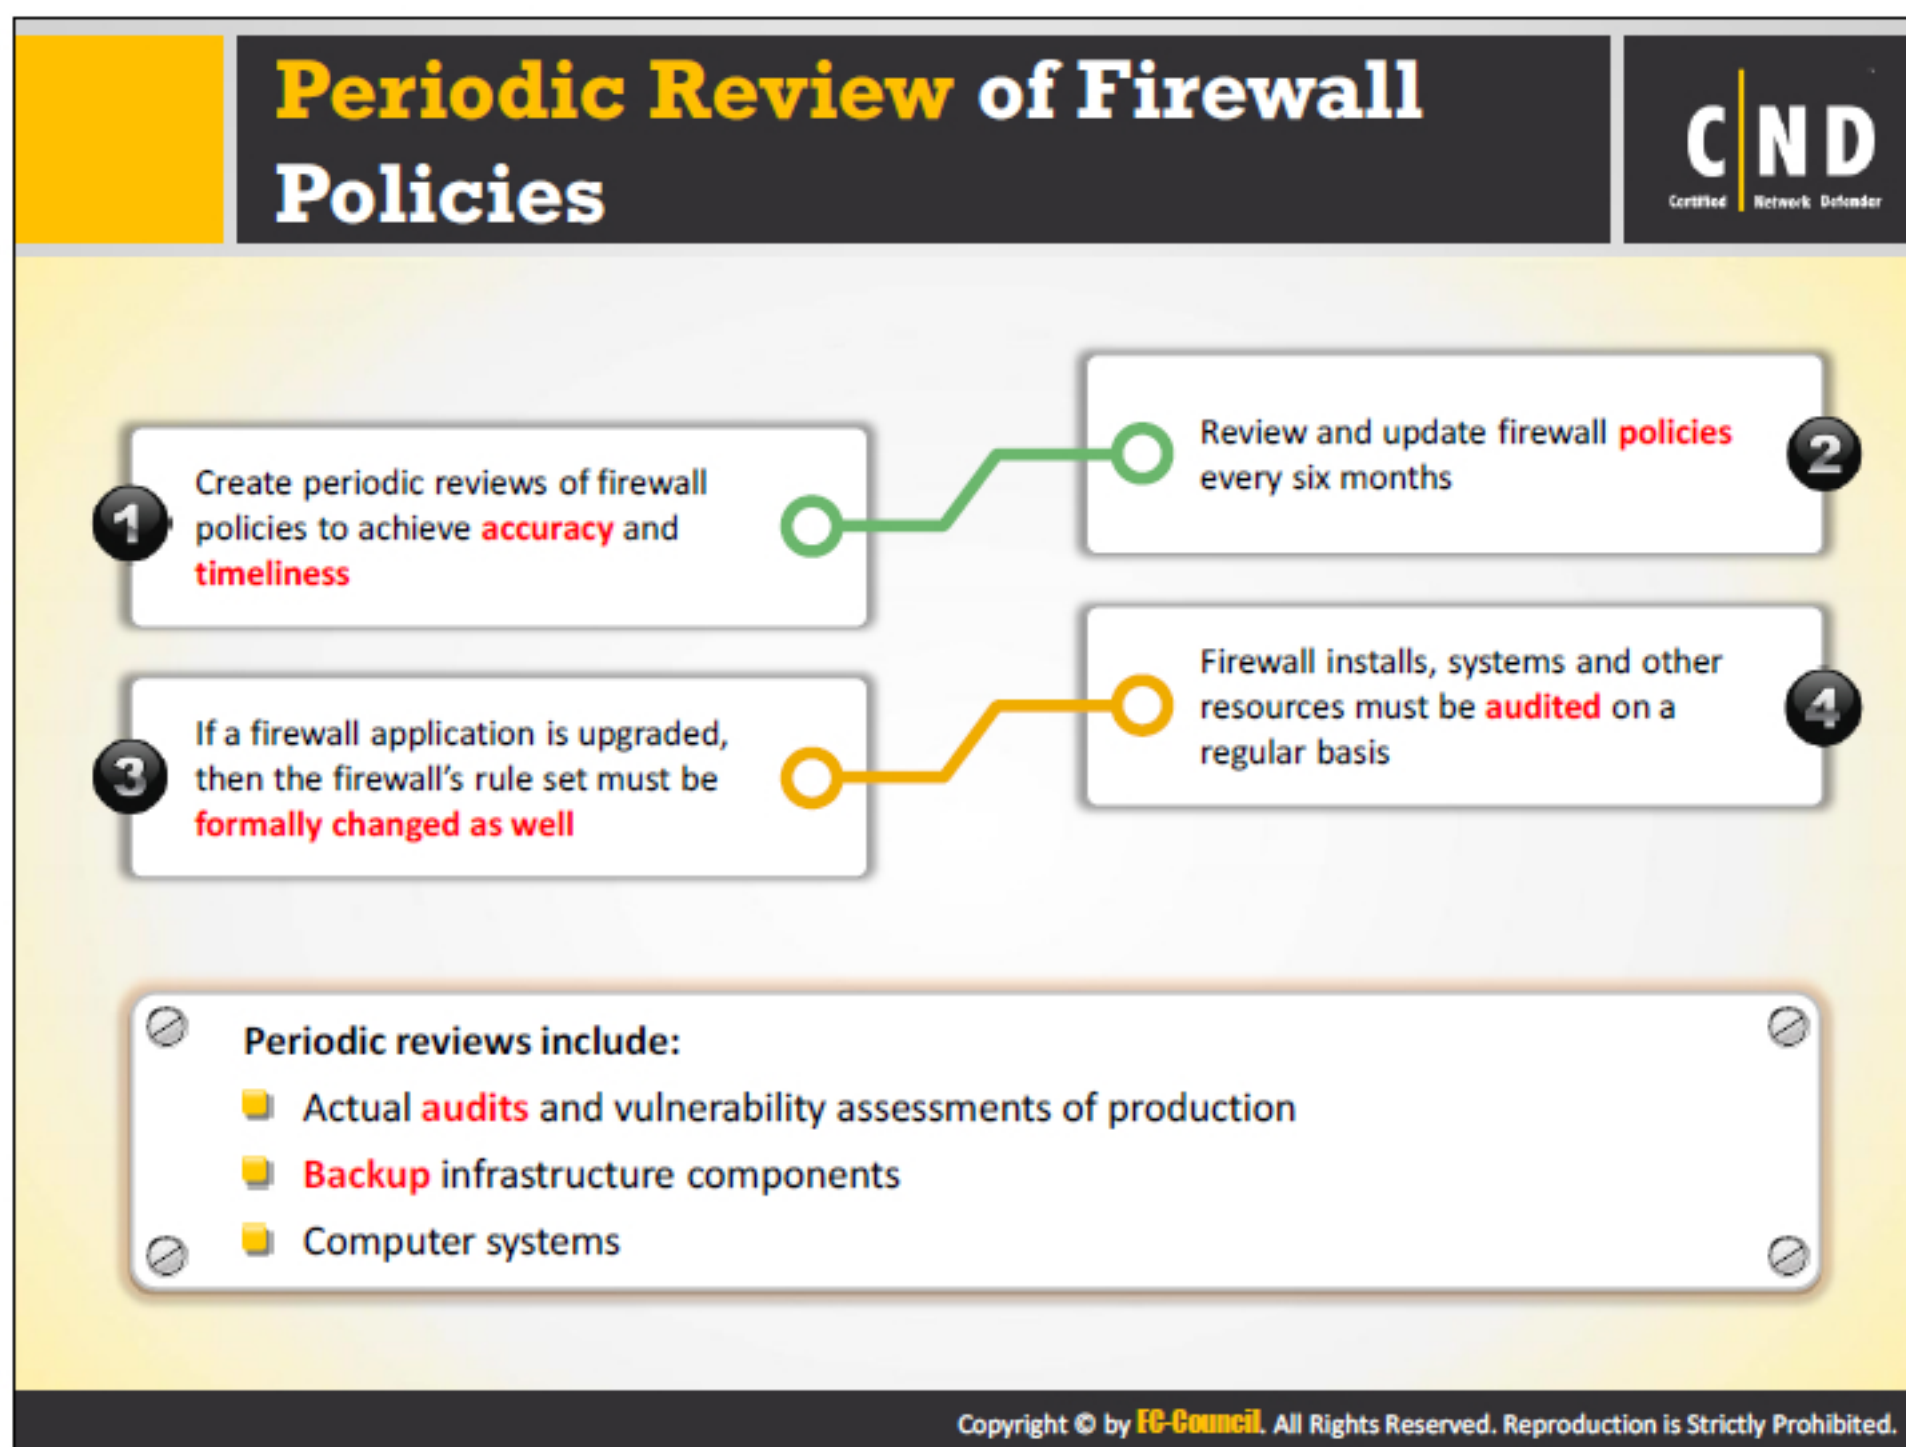 Periodic Review of Firewall
Policies
C|ND
Certified Network Defender
1
Create periodic reviews of firewall
policies to achieve accuracy and
timeliness
2
Review and update firewall policies
every six months
3
If a firewall application is upgraded,
then the firewall's rule set must be
formally changed as well
4
Firewall installs, systems and other
resources must be audited on a
regular basis
Periodic reviews include:
Actual audits and vulnerability assessments of production
Backup infrastructure components
Computer systems
Copyright © by EC-Council. All Rights Reserved. Reproduction is Strictly Prohibited.